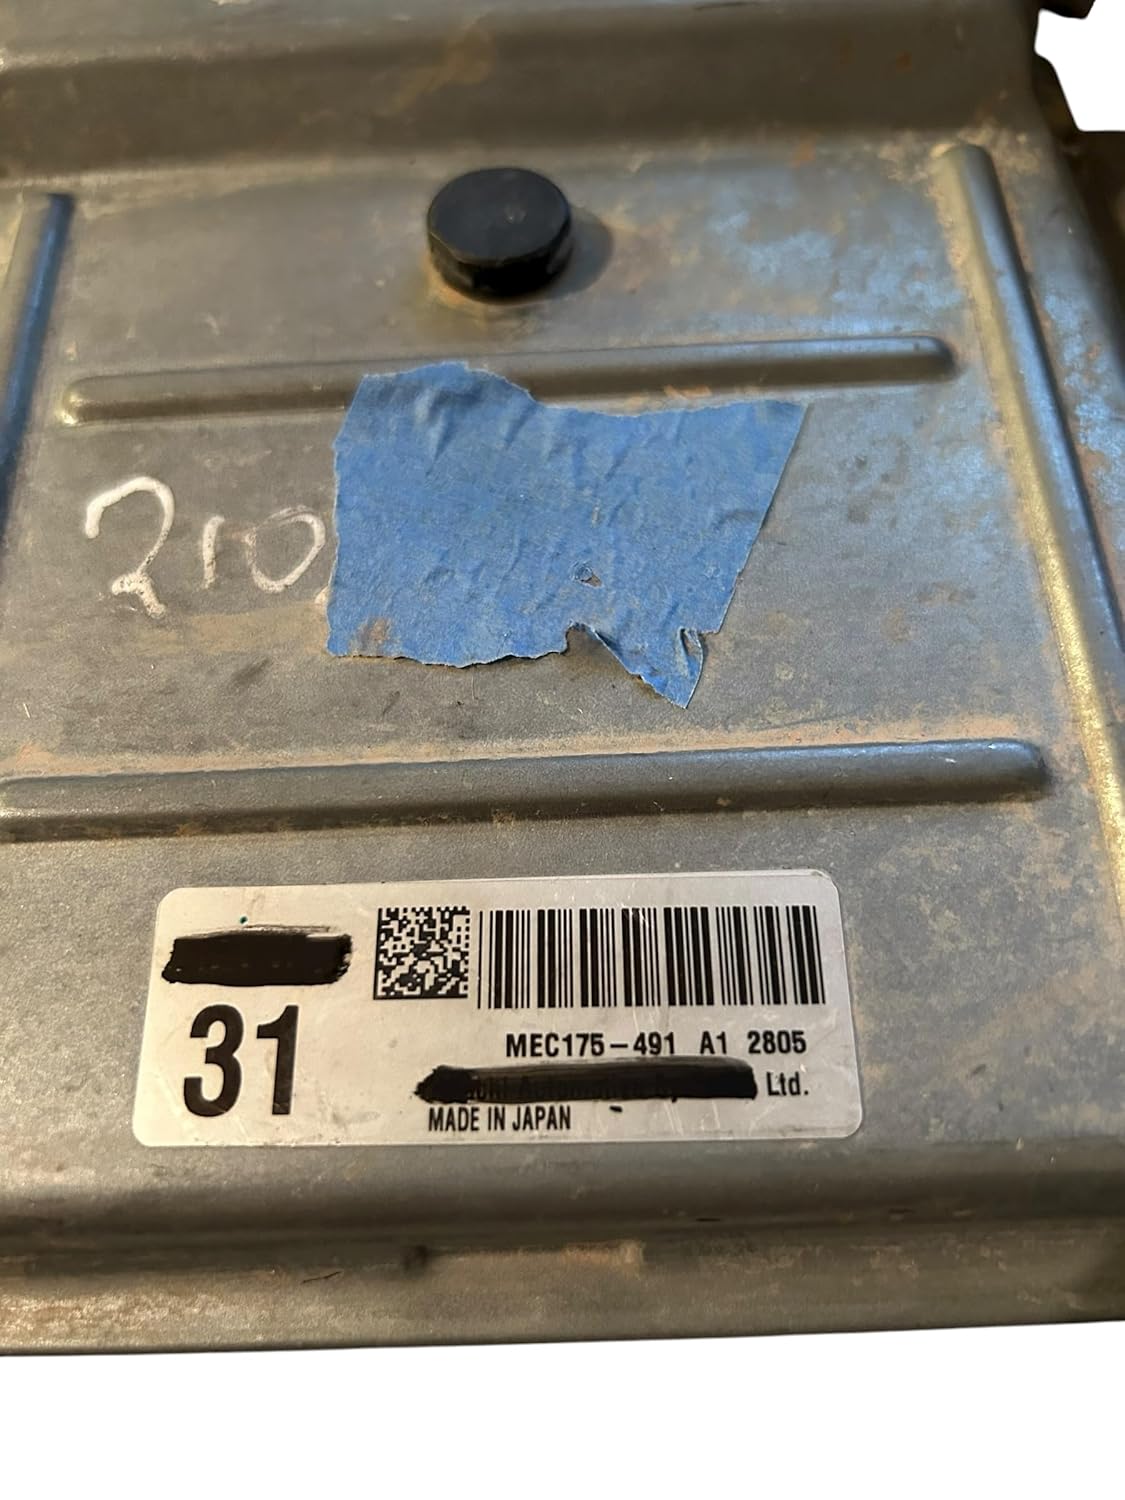 210
31
MEC175-491 A1 2805
Ltd.
MADE IN JAPAN